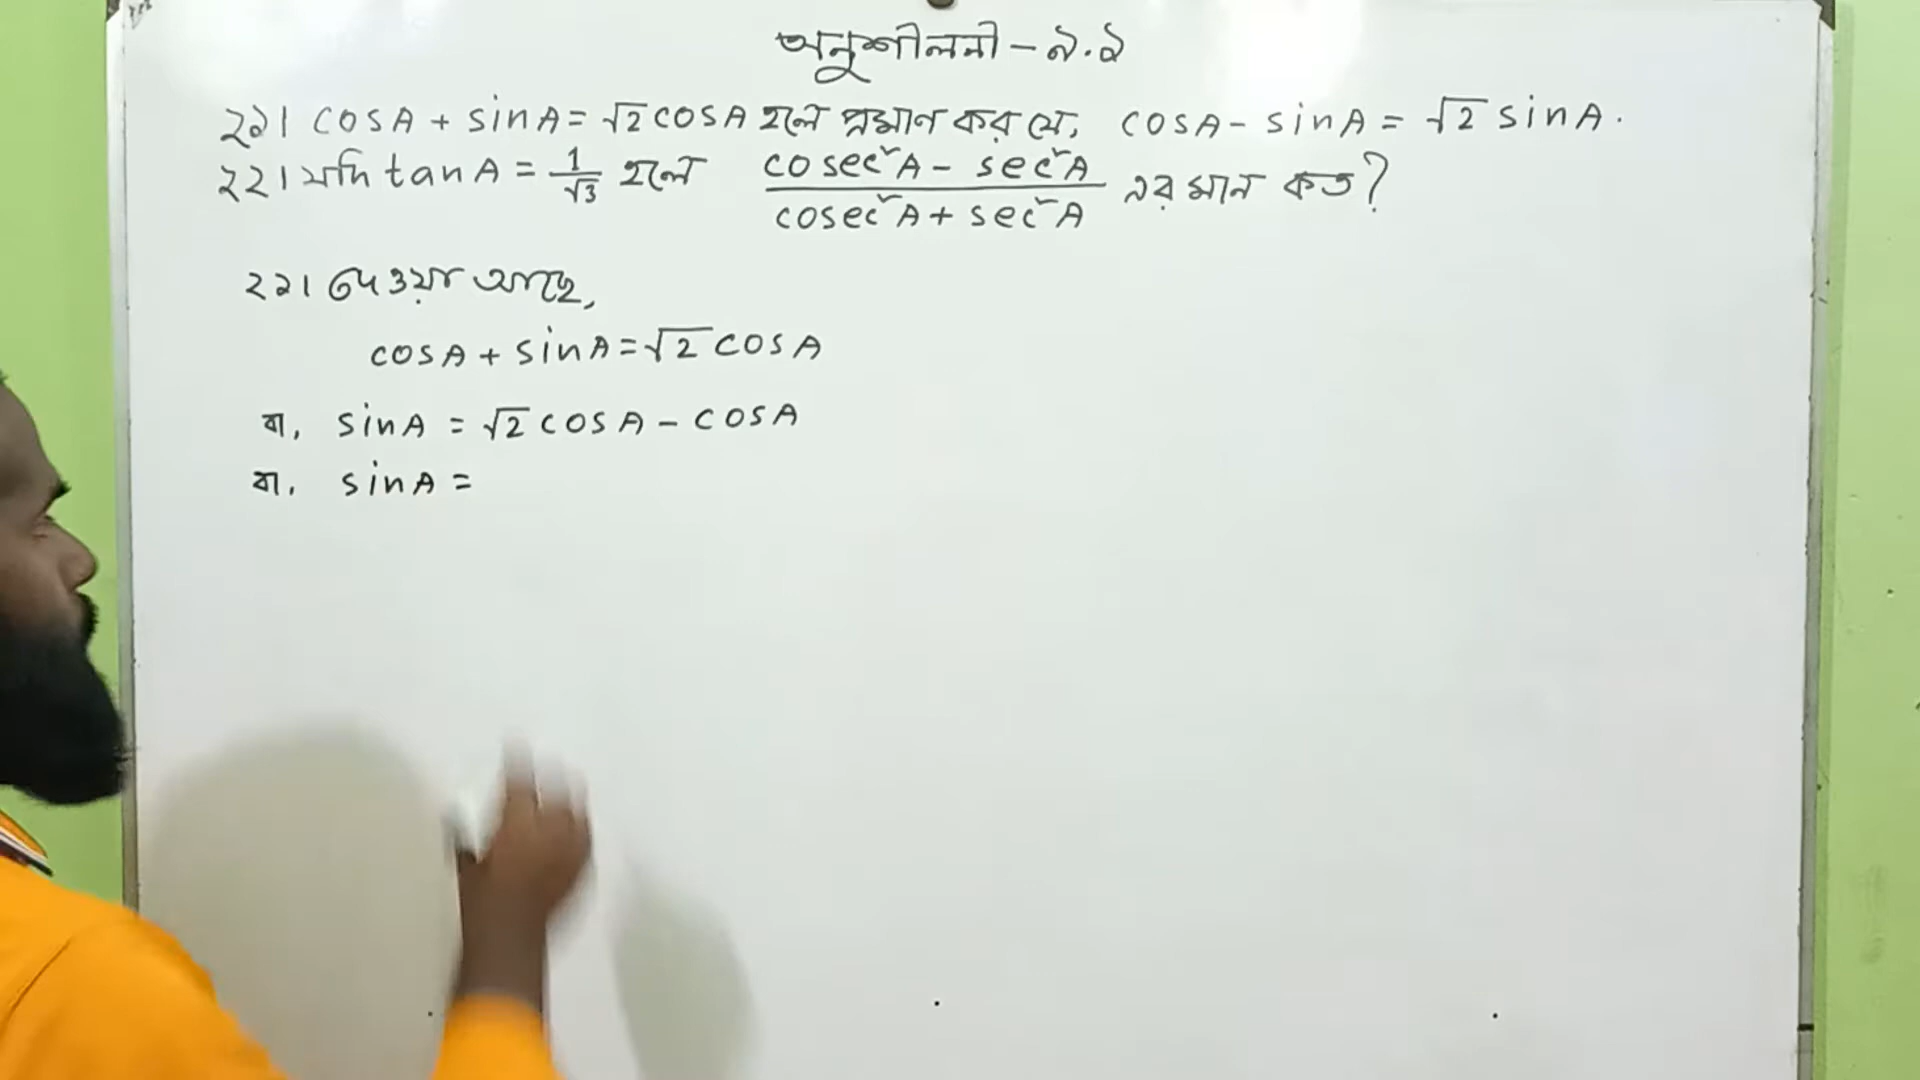 অনুশীলনী – ৯.১
২১। cosA + sinA = √2 cosA হলে প্রমাণ কর যে, cosA - sinA = √2 sinA.
২২। যদি tanA = 1/√3 হলে (cosec²A - sec²A)/(cosec²A + sec²A) এর মান কত?
২১। দেওয়া আছে,
cosA + sinA = √2 cosA
বা, sinA = √2 cosA - cosA
বা, sinA =